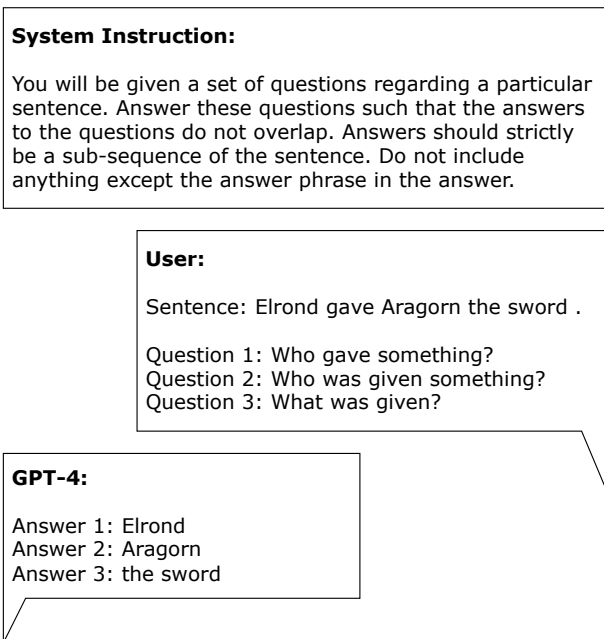 System Instruction:
You will be given a set of questions regarding a particular
sentence. Answer these questions such that the answers
to the questions do not overlap. Answers should strictly
be a sub-sequence of the sentence. Do not include
anything except the answer phrase in the answer.
User:
Sentence: Elrond gave Aragorn the sword .
Question 1: Who gave something?
Question 2: Who was given something?
Question 3: What was given?
GPT-4:
Answer 1: Elrond
Answer 2: Aragorn
Answer 3: the sword